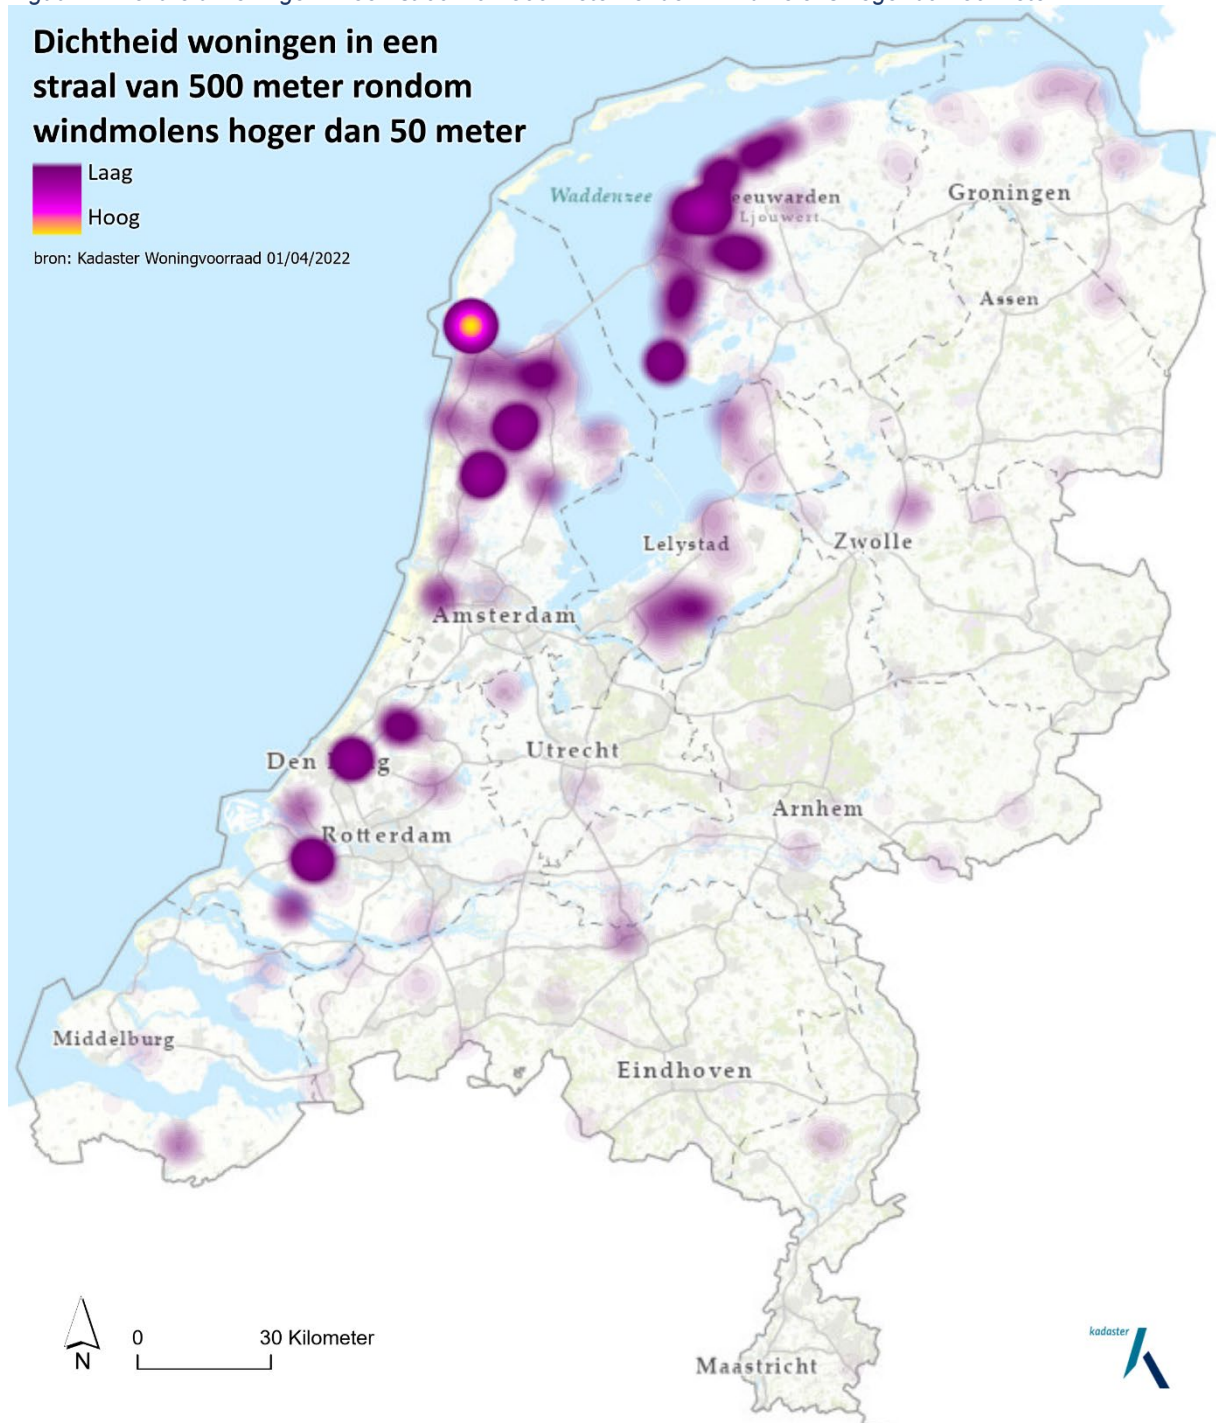 Dichtheid woningen in een
straal van 500 meter rondom
windmolens hoger dan 50 meter
Laag
Hoog
bron: Kadaster Woningvoorraad 01/04/2022
Waddenzee
eeuwarden
Ljouwert
Groningen
Assen
Lelystad
Zwolle
Amsterdam
Den g
Utrecht
Arnhem
Rotterdam
Middelburg
Eindhoven
Maastricht
0 30 Kilometer
N
kadaster